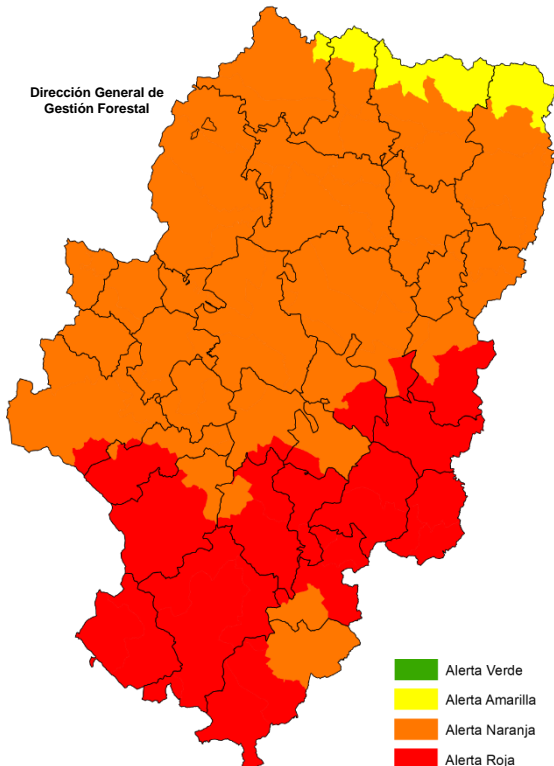 Dirección General de
Gestión Forestal
Alerta Verde
Alerta Amarilla
Alerta Naranja
Alerta Roja